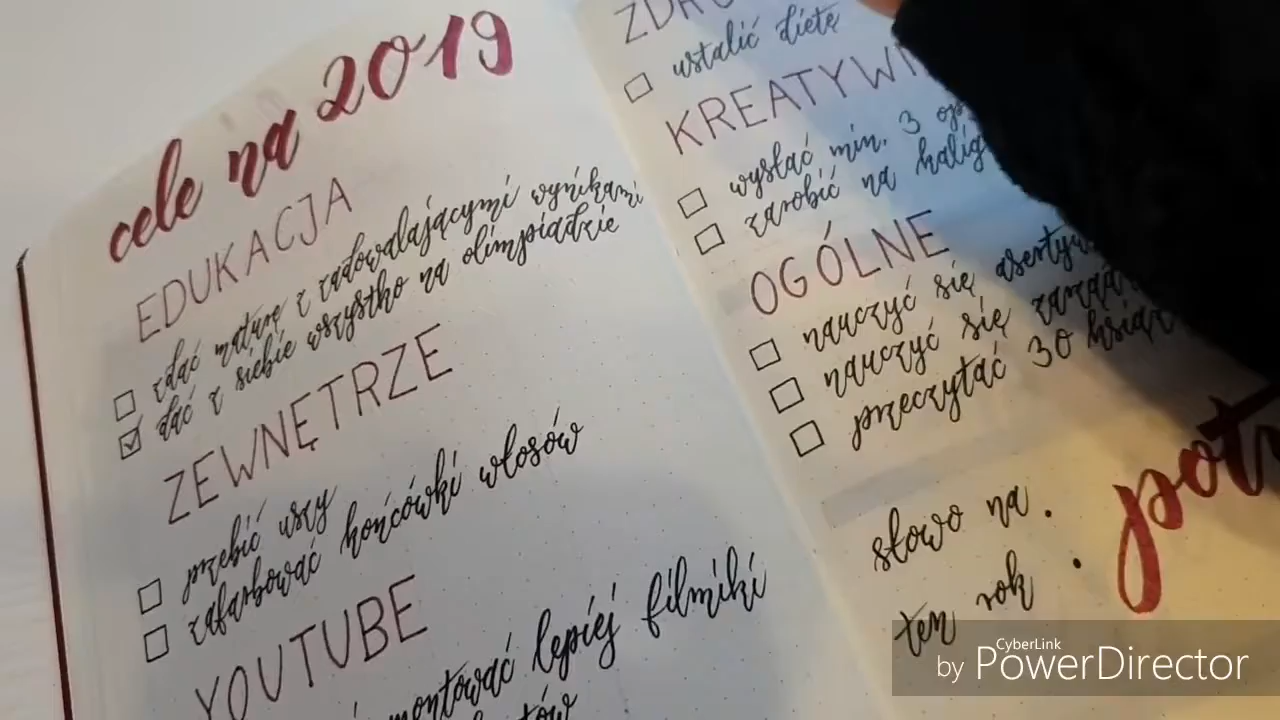 cele na 2019
EDUKACJA
zdać maturę z zadowalającymi wynikami
dać z siebie wszystko na olimpiadzie
ZEWNĘTRZE
przebić uszy
zafarbować końcówki włosów
YOUTUBE
montować lepiej filmiki
ustalić dietę
wysłać min. 3
zarobić na
OGÓLNE
nauczyć się
nauczyć się
przeczytać 30
słowo na
ten rok
CyberLink
by PowerDirector